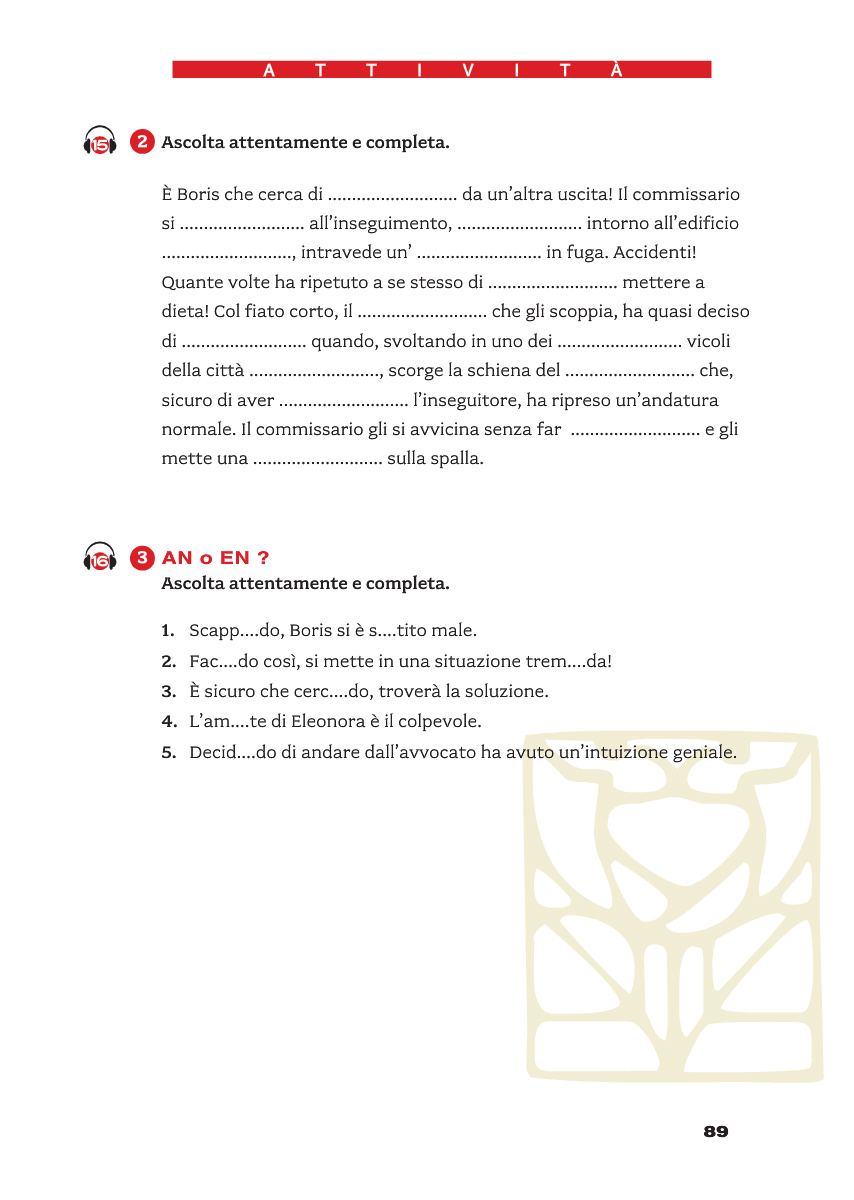 ATTIVITÀ
15 2 Ascolta attentamente e completa.
È Boris che cerca di ........................... da un’altra uscita! Il commissario
si .......................... all’inseguimento, .......................... intorno all’edificio
..........................., intravede un’ .......................... in fuga. Accidenti!
Quante volte ha ripetuto a se stesso di ........................... mettere a
dieta! Col fiato corto, il ........................... che gli scoppia, ha quasi deciso
di .......................... quando, svoltando in uno dei .......................... vicoli
della città ..........................., scorge la schiena del ........................... che,
sicuro di aver ........................... l’inseguitore, ha ripreso un’andatura
normale. Il commissario gli si avvicina senza far ........................... e gli
mette una ........................... sulla spalla.
16 3 AN o EN ?
Ascolta attentamente e completa.
1. Scapp....do, Boris si è s....tito male.
2. Fac....do così, si mette in una situazione trem....da!
3. È sicuro che cerc....do, troverà la soluzione.
4. L’am....te di Eleonora è il colpevole.
5. Decid....do di andare dall’avvocato ha avuto un’intuizione geniale.
89